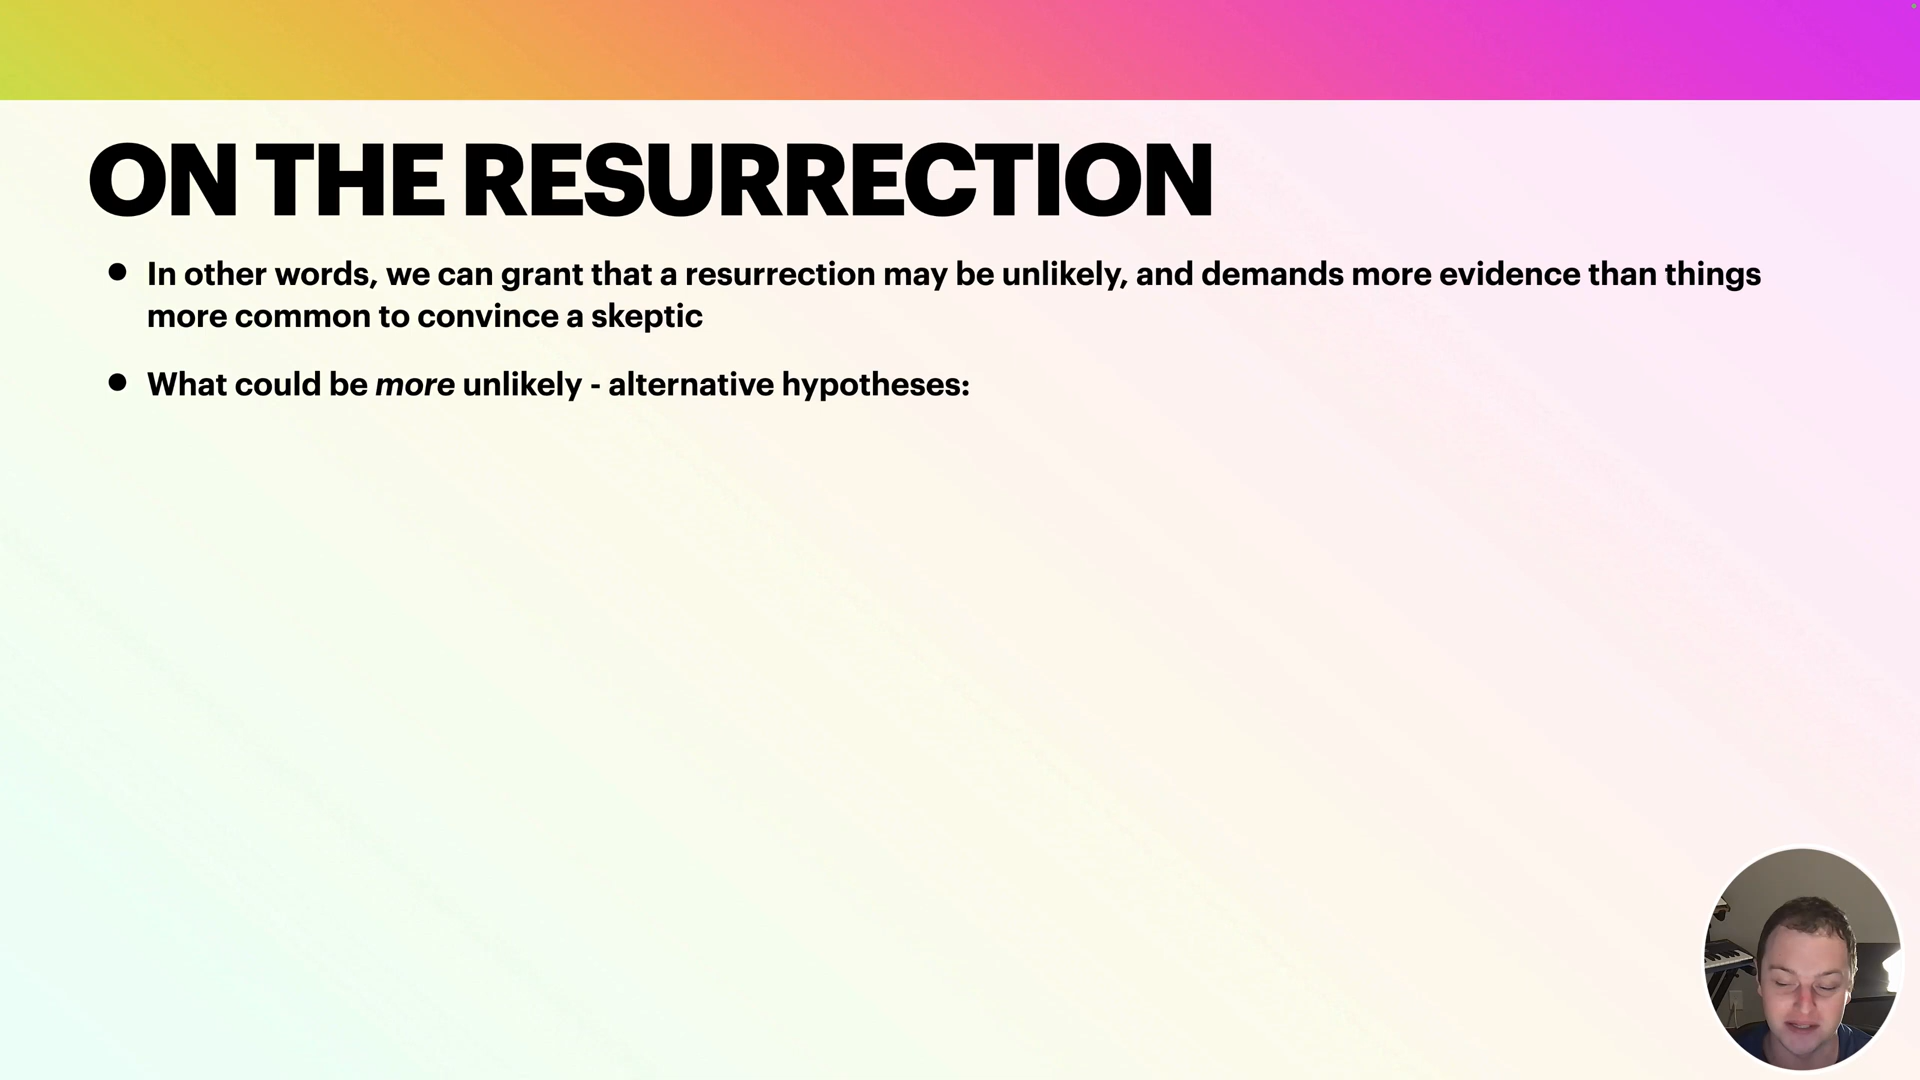 ON THE RESURRECTION
● In other words, we can grant that a resurrection may be unlikely, and demands more evidence than things
more common to convince a skeptic
● What could be more unlikely - alternative hypotheses: